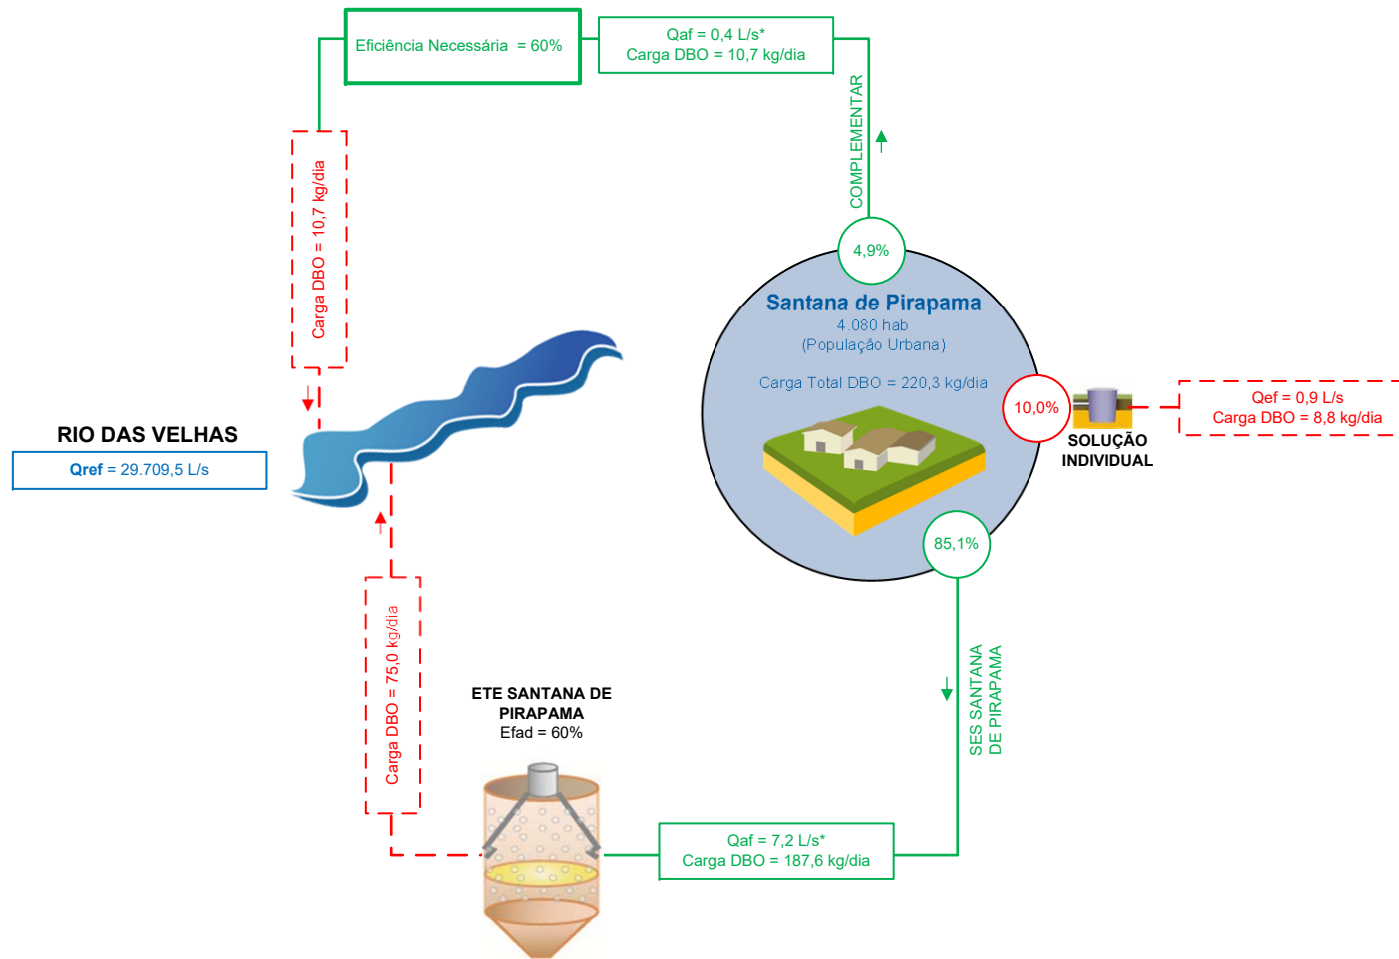 Eficiência Necessária = 60%
Qaf = 0,4 L/s*
Carga DBO = 10,7 kg/dia
COMPLEMENTAR
Carga DBO = 10,7 kg/dia
4,9%
Santana de Pirapama
4.080 hab
(População Urbana)
Carga Total DBO = 220,3 kg/dia
10,0%
SOLUÇÃO
INDIVIDUAL
Qef = 0,9 L/s
Carga DBO = 8,8 kg/dia
RIO DAS VELHAS
Qref = 29.709,5 L/s
85,1%
SES SANTANA
DE PIRAPAMA
Carga DBO = 75,0 kg/dia
ETE SANTANA DE
PIRAPAMA
Efad = 60%
Qaf = 7,2 L/s*
Carga DBO = 187,6 kg/dia